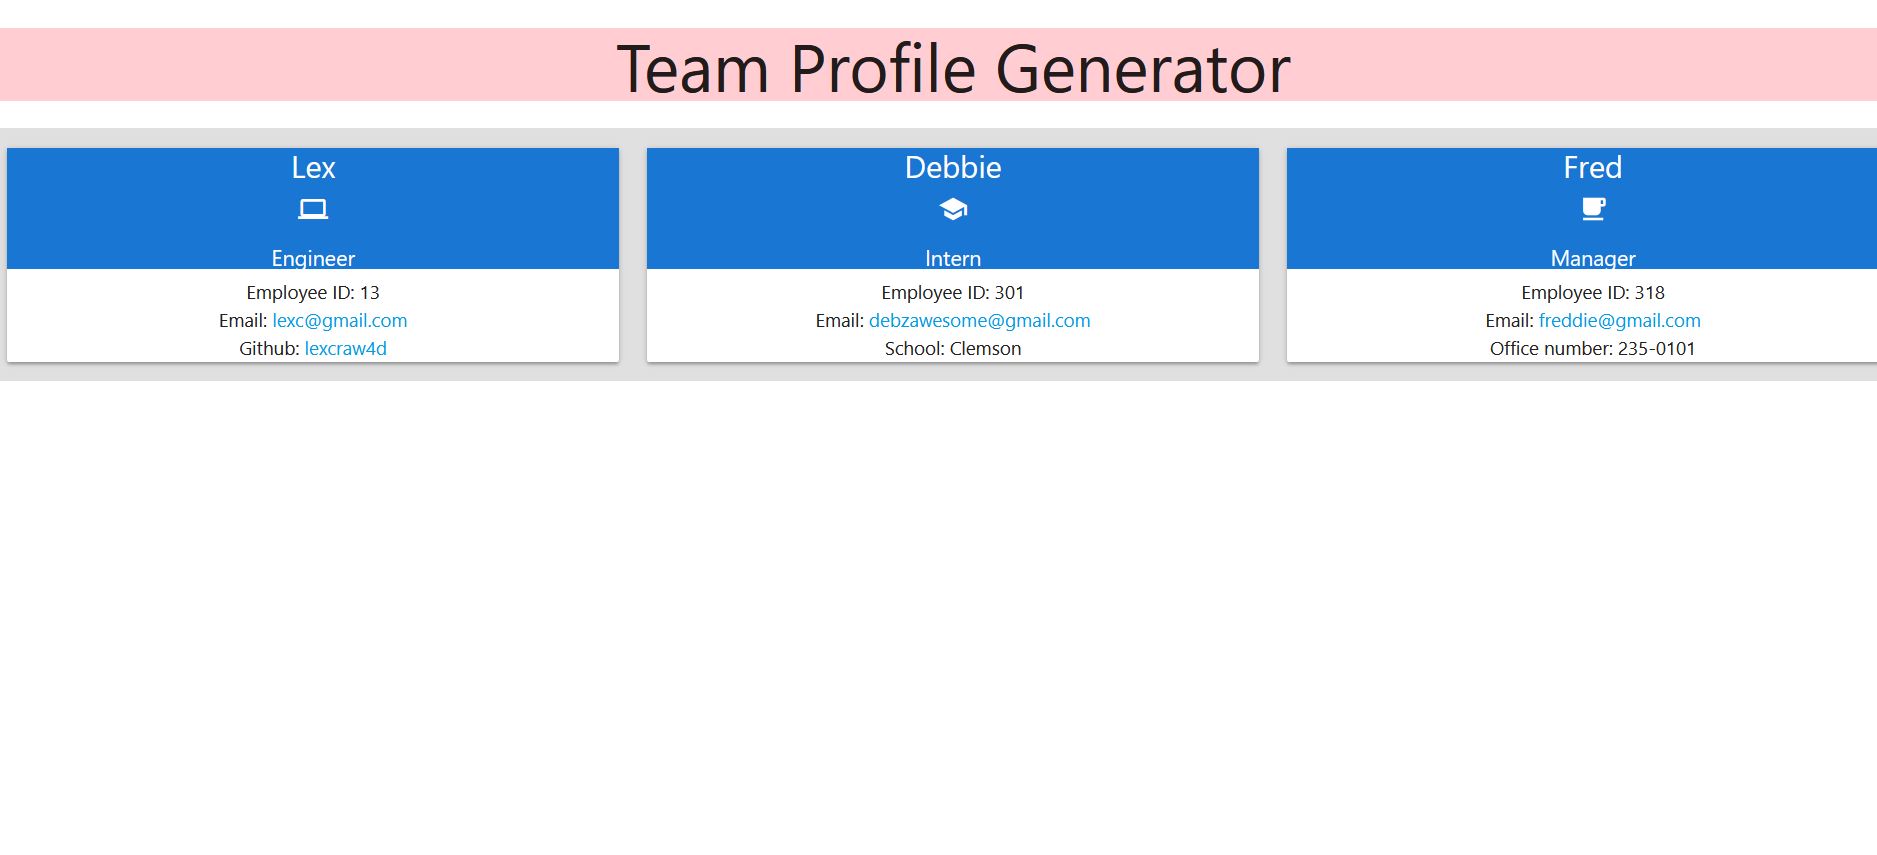 Team Profile Generator
Lex
Engineer
Employee ID: 13
Email: lexc@gmail.com
Github: lexcraw4d
Debbie
Intern
Employee ID: 301
Email: debzawesome@gmail.com
School: Clemson
Fred
Manager
Employee ID: 318
Email: freddie@gmail.com
Office number: 235-0101